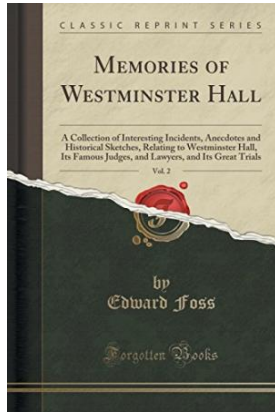 CLASSIC REPRINT SERIES
MEMORIES OF
WESTMINSTER HALL
A Collection of Interesting Incidents, Anecdotes and
Historical Sketches, Relating to Westminster Hall,
Its Famous Judges, and Lawyers, and Its Great Trials
Vol. 2
by
Edward Foss
Forgotten Books